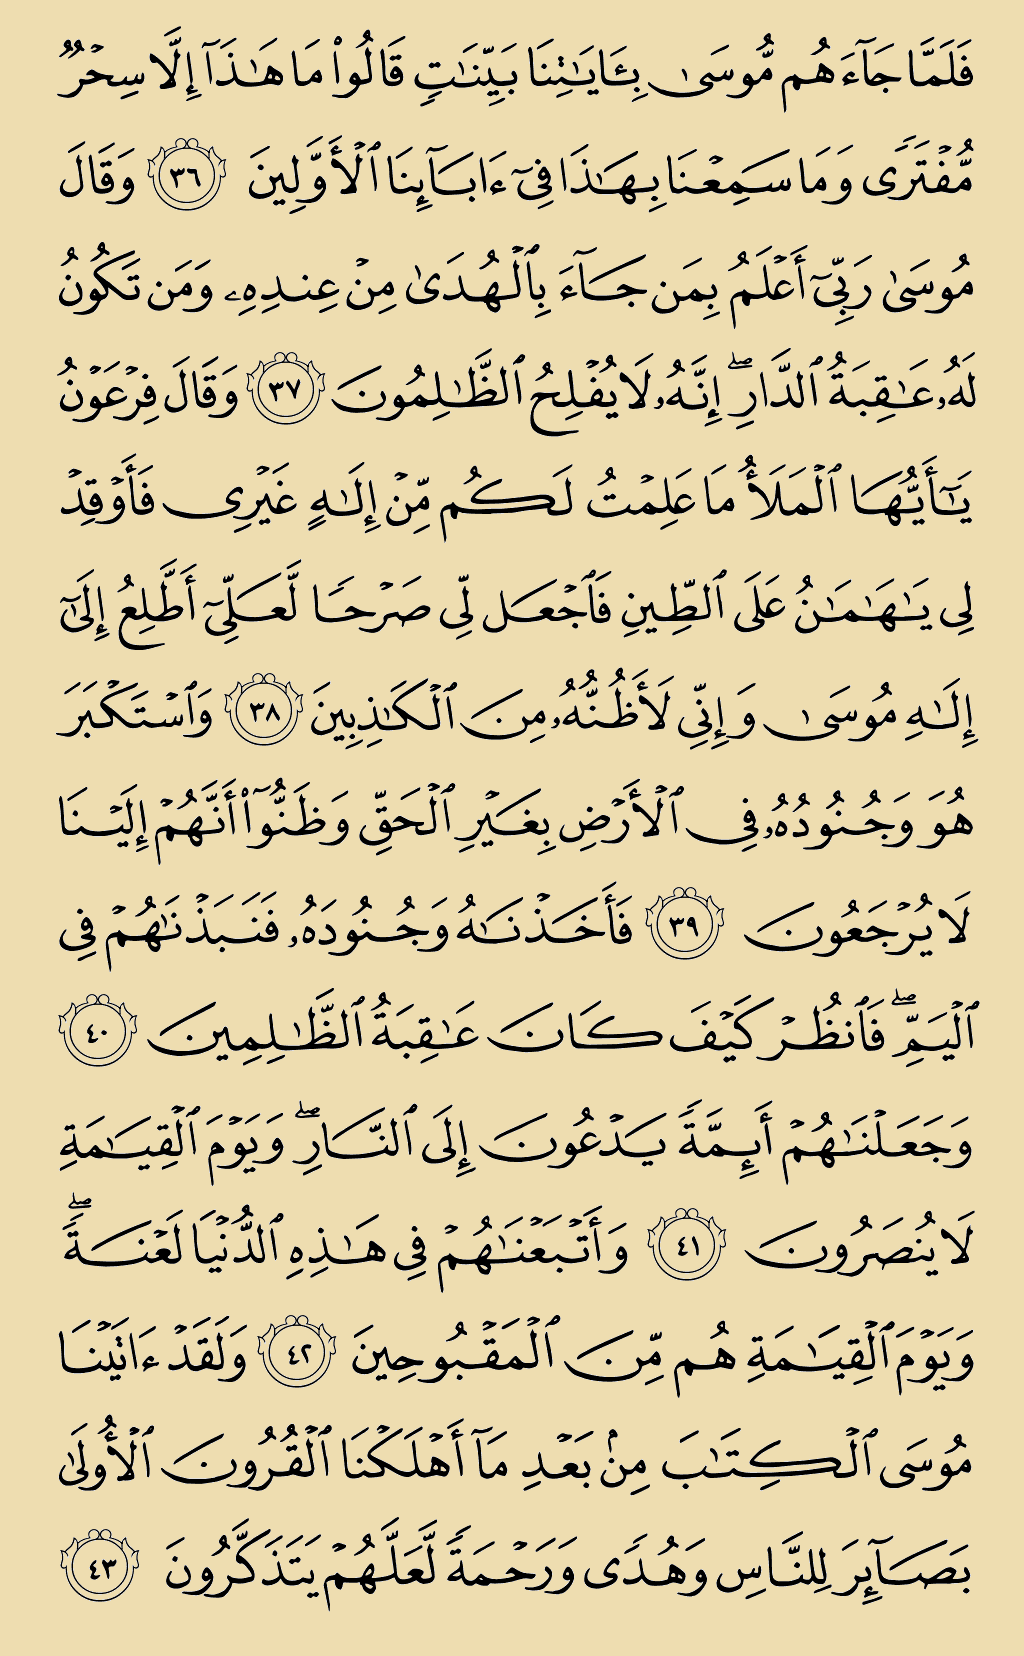 فَلَمَّا جَآءَهُم مُّوسَىٰ بِـَٔايَـٰتِنَا بَيِّنَـٰتٍ قَالُوا۟ مَا هَـٰذَآ إِلَّا سِحْرٌ
مُّفْتَرًى وَمَا سَمِعْنَا بِهَـٰذَا فِىٓ ءَابَآئِنَا ٱلْأَوَّلِينَ ٣٦ وَقَالَ
مُوسَىٰ رَبِّىٓ أَعْلَمُ بِمَن جَآءَ بِٱلْهُدَىٰ مِنْ عِندِهِۦ وَمَن تَكُونُ
لَهُۥ عَـٰقِبَةُ ٱلدَّارِ ۖ إِنَّهُۥ لَا يُفْلِحُ ٱلظَّـٰلِمُونَ ٣٧ وَقَالَ فِرْعَوْنُ
يَـٰٓأَيُّهَا ٱلْمَلَأُ مَا عَلِمْتُ لَكُم مِّنْ إِلَـٰهٍ غَيْرِى فَأَوْقِدْ
لِى يَـٰهَـٰمَـٰنُ عَلَى ٱلطِّينِ فَٱجْعَل لِّى صَرْحًا لَّعَلِّىٓ أَطَّلِعُ إِلَىٰٓ
إِلَـٰهِ مُوسَىٰ وَإِنِّى لَأَظُنُّهُۥ مِنَ ٱلْكَـٰذِبِينَ ٣٨ وَٱسْتَكْبَرَ
هُوَ وَجُنُودُهُۥ فِى ٱلْأَرْضِ بِغَيْرِ ٱلْحَقِّ وَظَنُّوٓا۟ أَنَّهُمْ إِلَيْنَا
لَا يُرْجَعُونَ ٣٩ فَأَخَذْنَـٰهُ وَجُنُودَهُۥ فَنَبَذْنَـٰهُمْ فِى
ٱلْيَمِّ ۖ فَٱنظُرْ كَيْفَ كَانَ عَـٰقِبَةُ ٱلظَّـٰلِمِينَ ٤٠
وَجَعَلْنَـٰهُمْ أَئِمَّةً يَدْعُونَ إِلَى ٱلنَّارِ ۖ وَيَوْمَ ٱلْقِيَـٰمَةِ
لَا يُنصَرُونَ ٤١ وَأَتْبَعْنَـٰهُمْ فِى هَـٰذِهِ ٱلدُّنْيَا لَعْنَةً ۖ
وَيَوْمَ ٱلْقِيَـٰمَةِ هُم مِّنَ ٱلْمَقْبُوحِينَ ٤٢ وَلَقَدْ ءَاتَيْنَا
مُوسَى ٱلْكِتَـٰبَ مِنۢ بَعْدِ مَآ أَهْلَكْنَا ٱلْقُرُونَ ٱلْأُولَىٰ
بَصَآئِرَ لِلنَّاسِ وَهُدًى وَرَحْمَةً لَّعَلَّهُمْ يَتَذَكَّرُونَ ٤٣